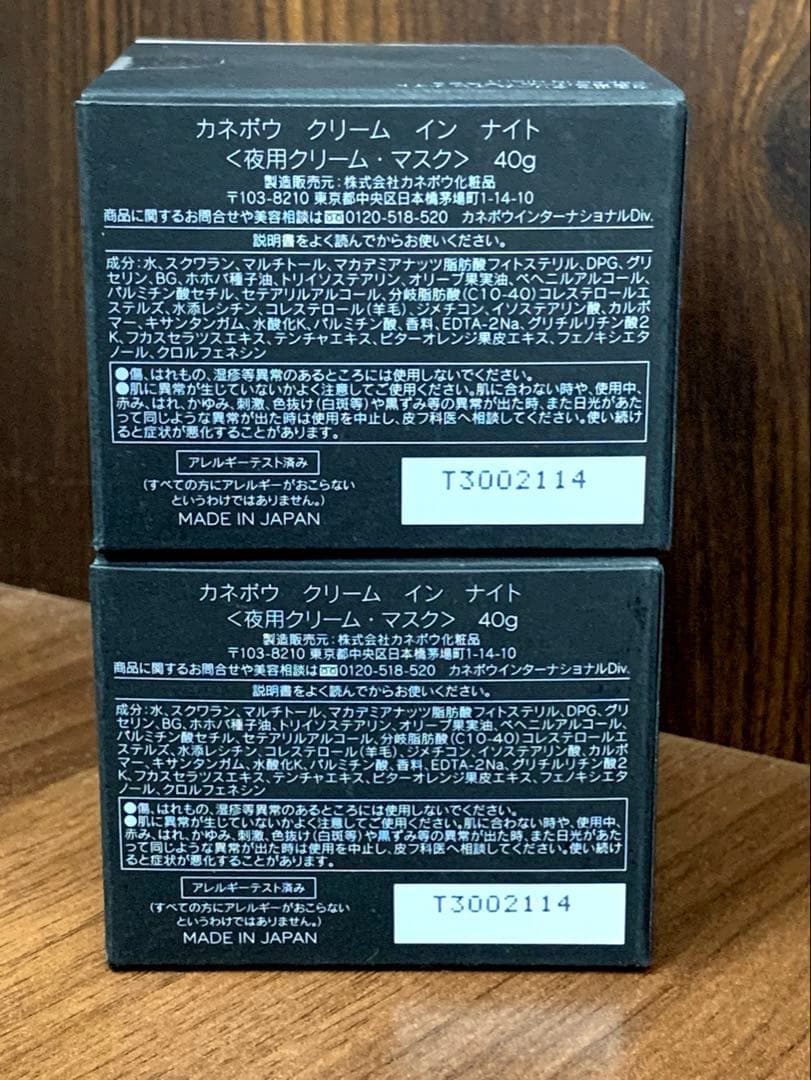 カネボウ クリーム イン ナイト
<夜用クリーム・マスク> 40g
製造販売元:株式会社カネボウ化粧品
〒103-8210 東京都中央区日本橋茅場町1-14-10
商品に関するお問合せや美容相談は 0120-518-520 カネボウインターナショナルDiv.
説明書をよく読んでからお使いください。
成分:水、スクワラン、マルチトール、マカデミアナッツ脂肪酸フィトステリル、DPG、グリ
セリン、BG、ホホバ種子油、トリイソステアリン、オリーブ果実油、ベヘニルアルコール、
パルミチン酸セチル、セテアリルアルコール、分岐脂肪酸(C10-40)コレステロールエ
ステルズ、水添レシチン、コレステロール(羊毛)、ジメチコン、イソステアリン酸、カルボ
マー、キサンタンガム、水酸化K、パルミチン酸、香料、EDTA-2Na、グリチルリチン酸2
K、フカスセラツスエキス、テンチャエキス、ビターオレンジ果皮エキス、フェノキシエタ
ノール、クロルフェネシン
●傷、はれもの、湿疹等異常のあるところには使用しないでください。
●肌に異常が生じていないかよく注意してご使用ください。肌に合わない時や、使用中、
赤み、はれ、かゆみ、刺激、色抜け(白斑等)や黒ずみ等の異常が出た時、また日光があた
って同じような異常が出た時は使用を中止し、皮フ科医へ相談してください。使い続け
ると症状が悪化することがあります。
アレルギーテスト済み
(すべての方にアレルギーがおこらない
というわけではありません。)
MADE IN JAPAN
T3002114
カネボウ クリーム イン ナイト
<夜用クリーム・マスク> 40g
製造販売元:株式会社カネボウ化粧品
〒103-8210 東京都中央区日本橋茅場町1-14-10
商品に関するお問合せや美容相談は 0120-518-520 カネボウインターナショナルDiv.
説明書をよく読んでからお使いください。
成分:水、スクワラン、マルチトール、マカデミアナッツ脂肪酸フィトステリル、DPG、グリ
セリン、BG、ホホバ種子油、トリイソステアリン、オリーブ果実油、ベヘニルアルコール、
パルミチン酸セチル、セテアリルアルコール、分岐脂肪酸(C10-40)コレステロールエ
ステルズ、水添レシチン、コレステロール(羊毛)、ジメチコン、イソステアリン酸、カルボ
マー、キサンタンガム、水酸化K、パルミチン酸、香料、EDTA-2Na、グリチルリチン酸2
K、フカスセラツスエキス、テンチャエキス、ビターオレンジ果皮エキス、フェノキシエタ
ノール、クロルフェネシン
●傷、はれもの、湿疹等異常のあるところには使用しないでください。
●肌に異常が生じていないかよく注意してご使用ください。肌に合わない時や、使用中、
赤み、はれ、かゆみ、刺激、色抜け(白斑等)や黒ずみ等の異常が出た時、また日光があた
って同じような異常が出た時は使用を中止し、皮フ科医へ相談してください。使い続け
ると症状が悪化することがあります。
アレルギーテスト済み
(すべての方にアレルギーがおこらない
というわけではありません。)
MADE IN JAPAN
T3002114